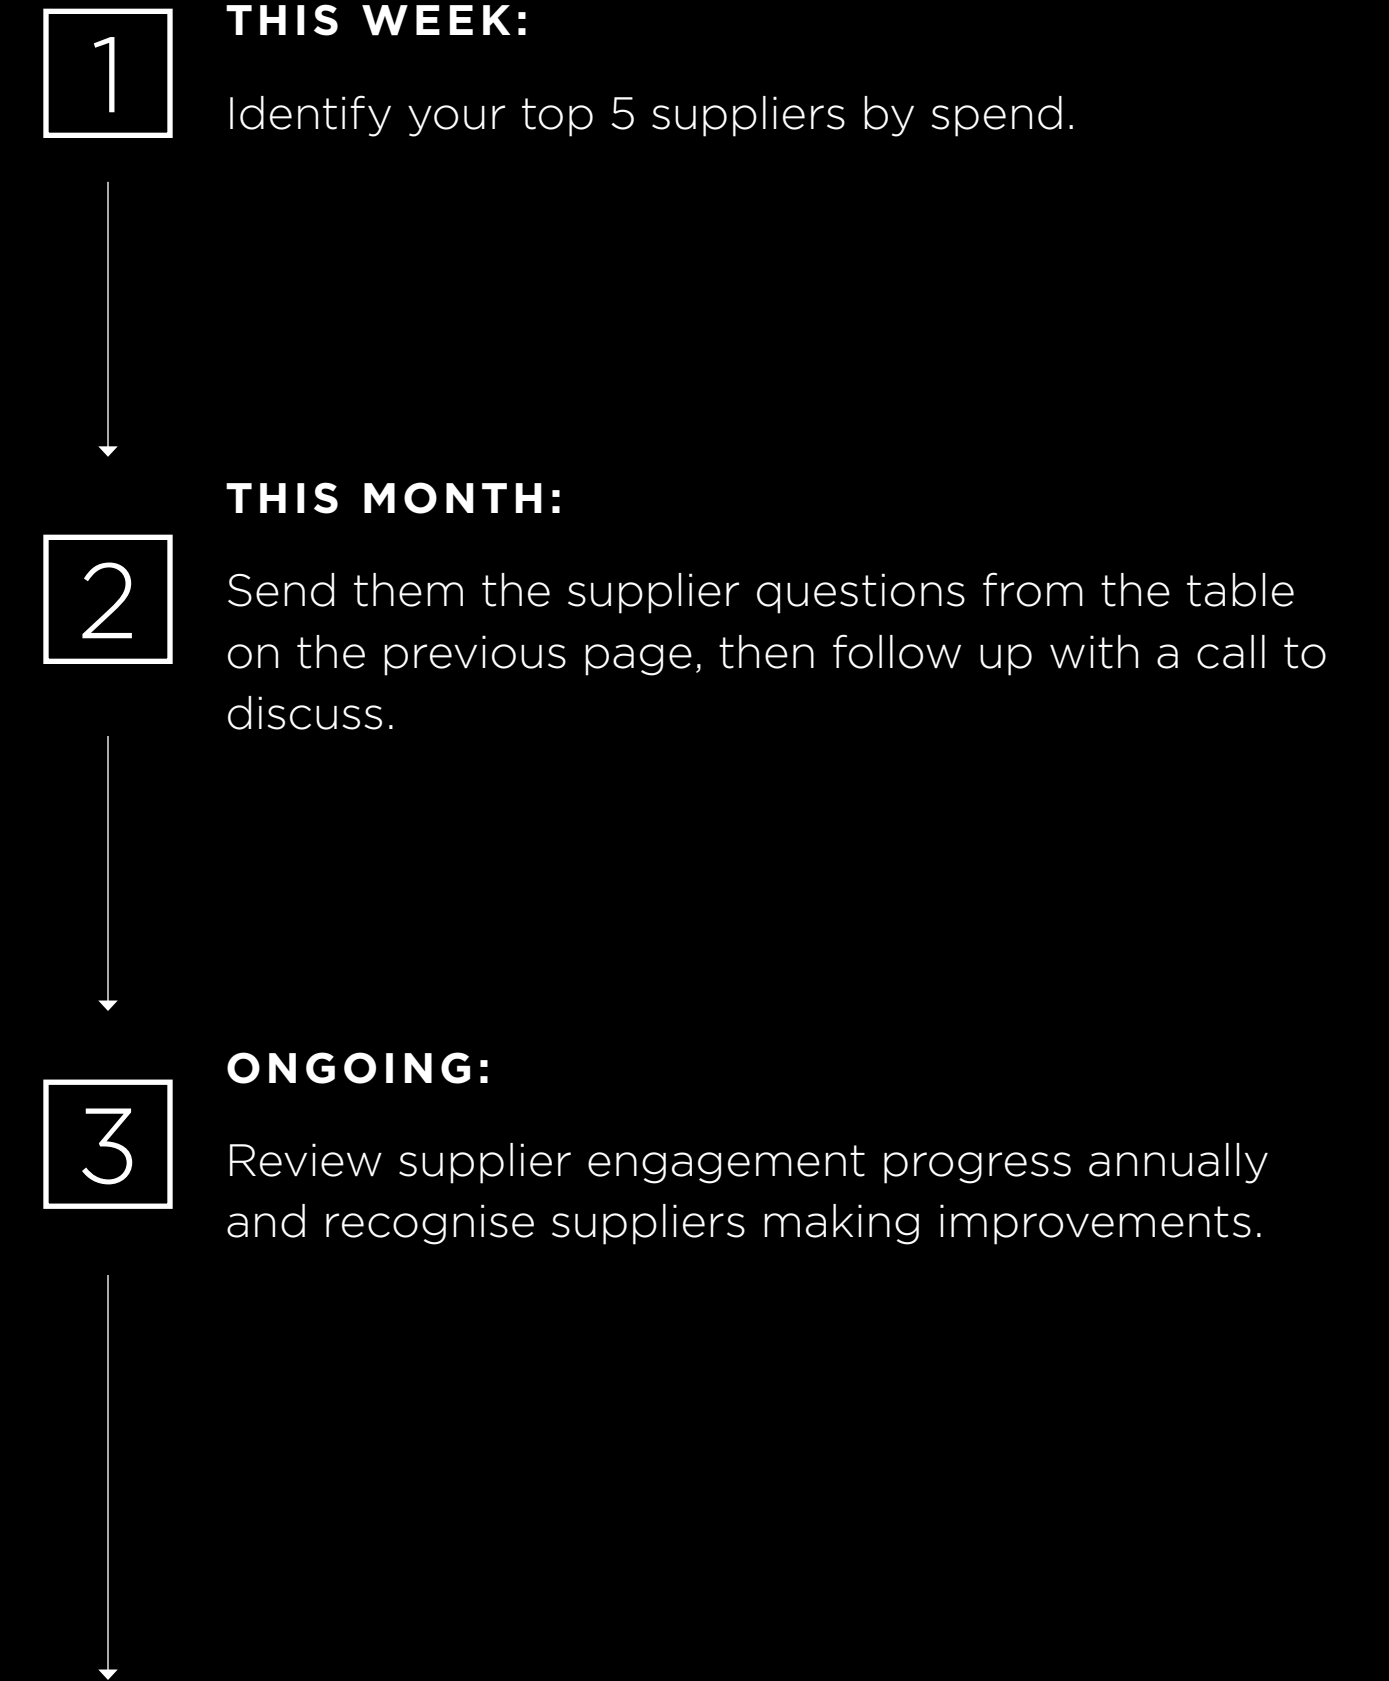 1
THIS WEEK:
Identify your top 5 suppliers by spend.
THIS MONTH:
2
Send them the supplier questions from the table
on the previous page, then follow up with a call to
discuss.
ONGOING:
3
Review supplier engagement progress annually
and recognise suppliers making improvements.